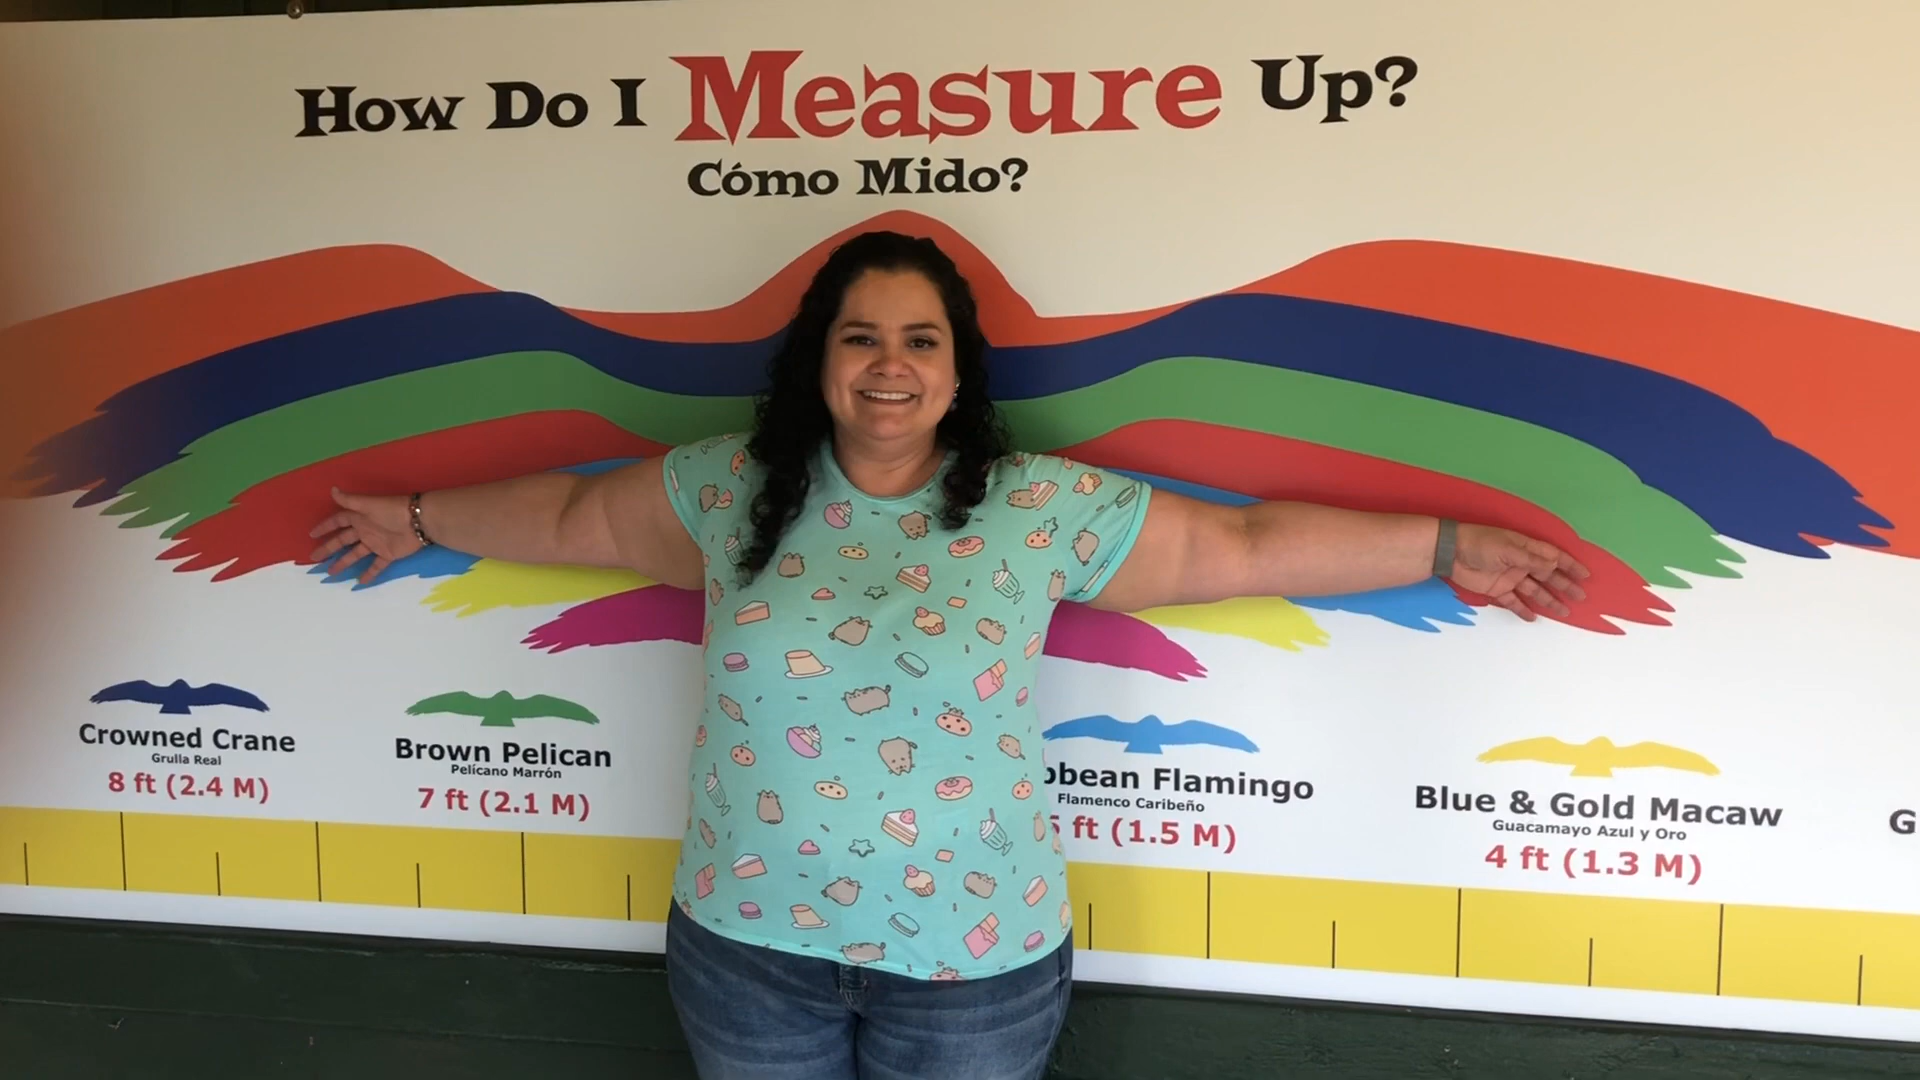 How Do I Measure Up?
Cómo Mido?
Crowned Crane
Grulla Real
8 ft (2.4 M)
Brown Pelican
Pelícano Marrón
7 ft (2.1 M)
Flamingo
Flamenco Caribeño
ft (1.5 M)
Blue & Gold Macaw
Guacamayo Azul y Oro
4 ft (1.3 M)